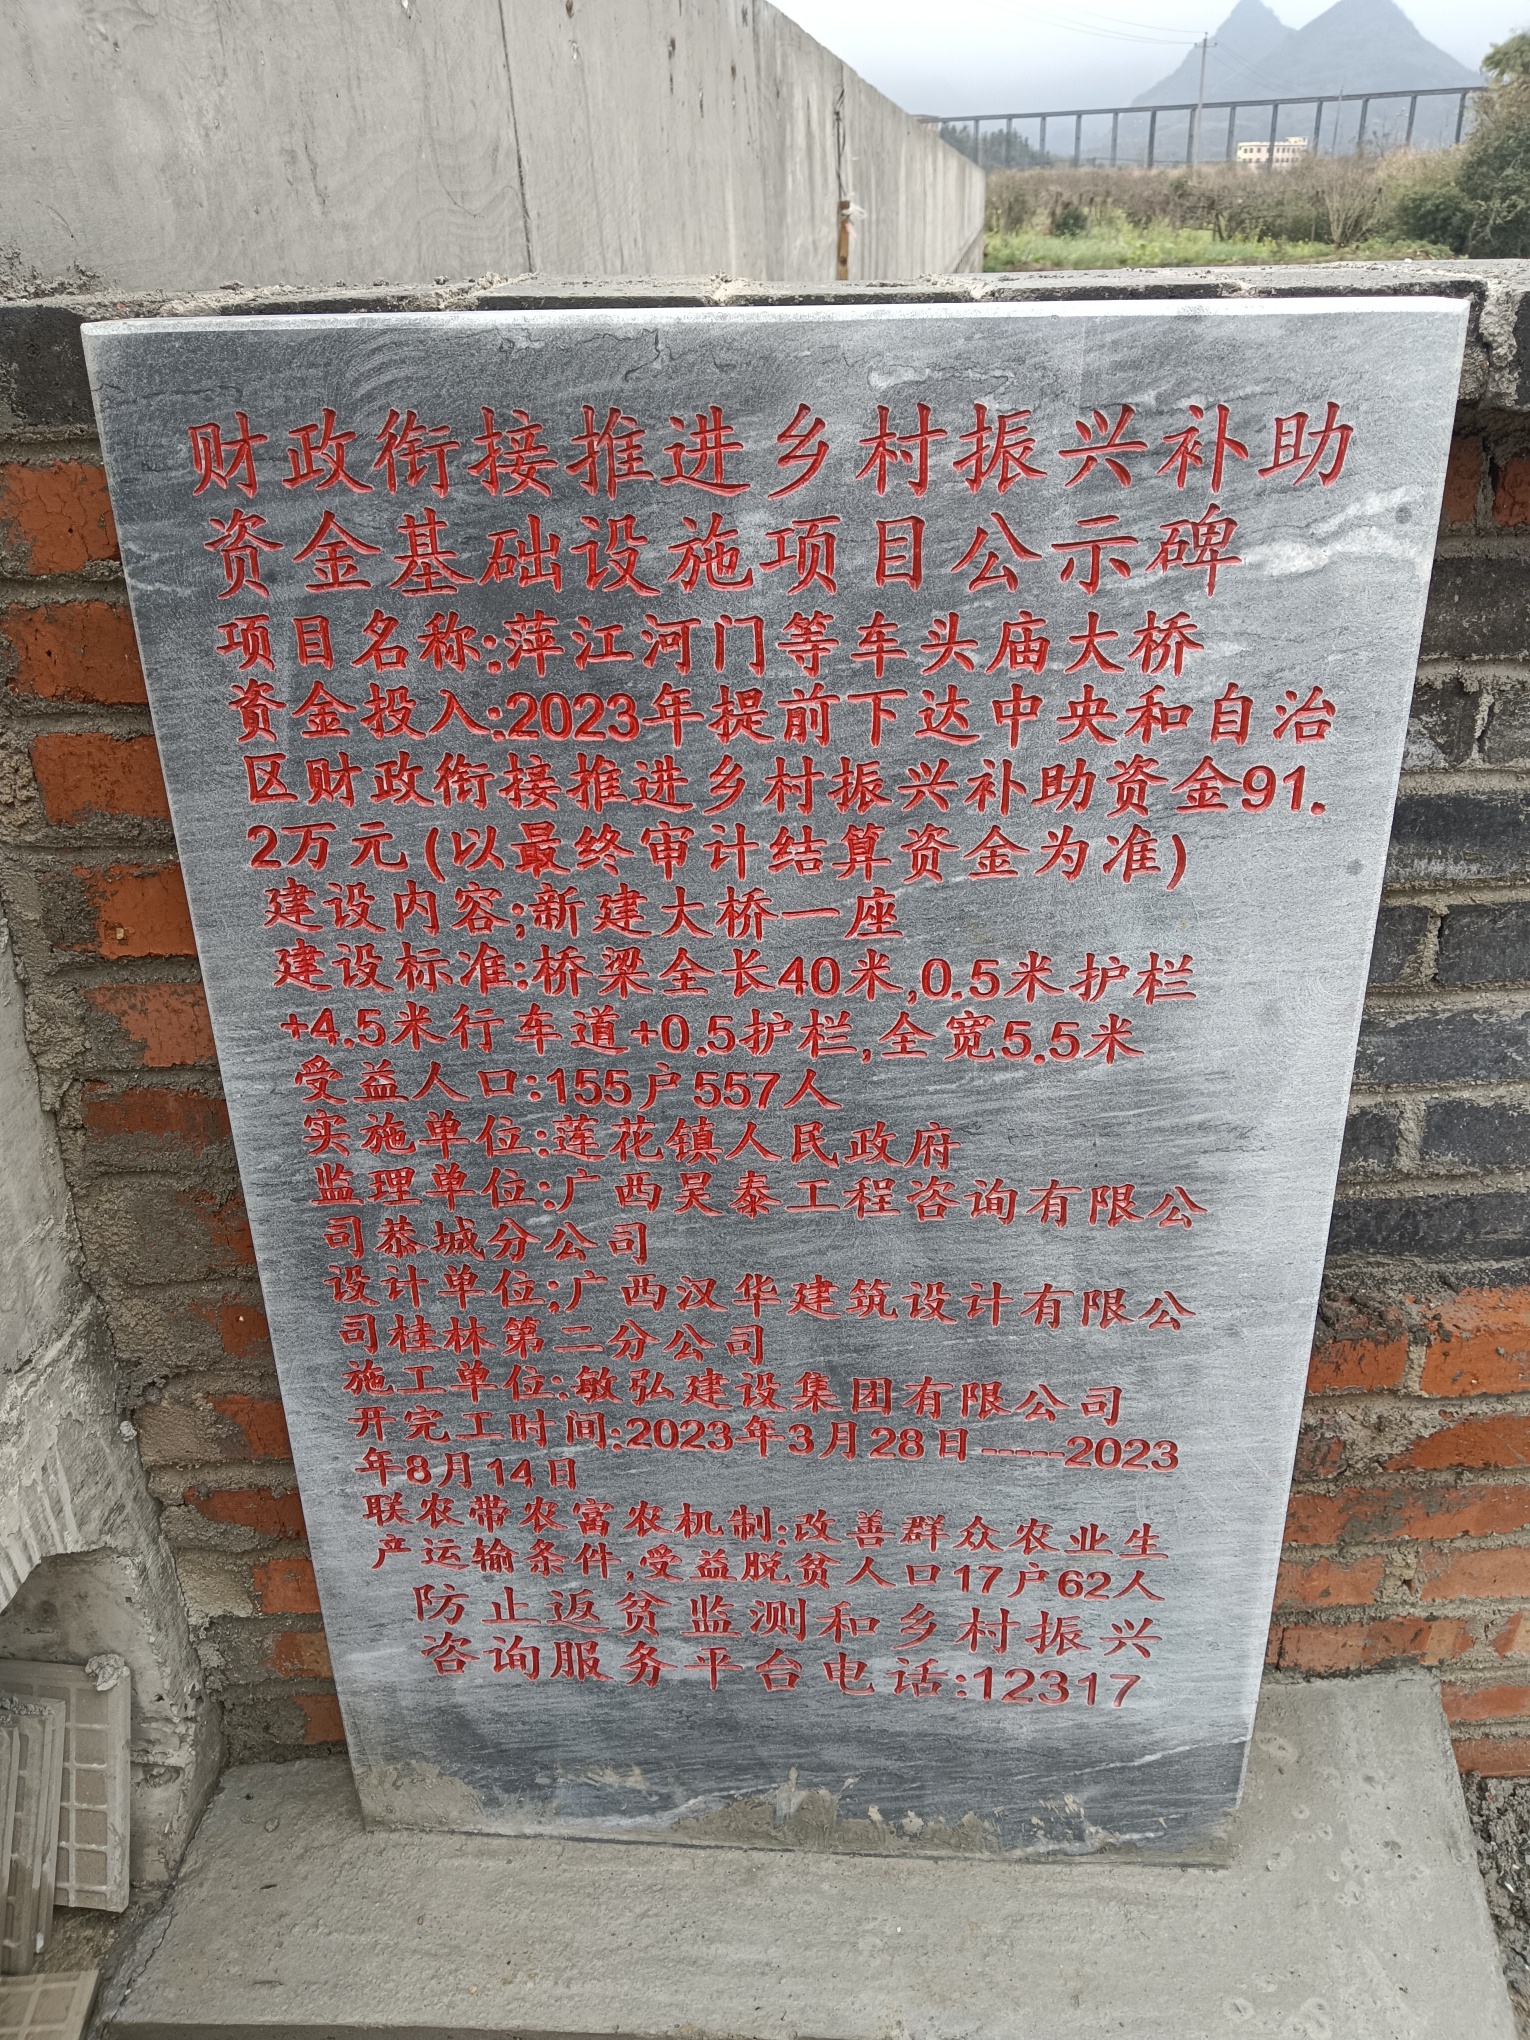 财政衔接推进乡村振兴补助
资金基础设施项目公示碑
项目名称:萍江河门等车头庙大桥
资金投入:2023年提前下达中央和自治
区财政衔接推进乡村振兴补助资金91.
2万元(以最终审计结算资金为准)
建设内容;新建大桥一座
建设标准:桥梁全长40米,0.5米护栏
+4.5米行车道+0.5护栏,全宽5.5米
受益人口:155户557人
实施单位:莲花镇人民政府
监理单位:广西昊泰工程咨询有限公
司恭城分公司
设计单位;广西汉华建筑设计有限公
司桂林第二分公司
施工单位:敏弘建设集团有限公司
开完工时间:2023年3月28日-----2023
年8月14日
联农带农富农机制:改善群众农业生
产运输条件,受益脱贫人口17户62人
防止返贫监测和乡村振兴
咨询服务平台电话:12317